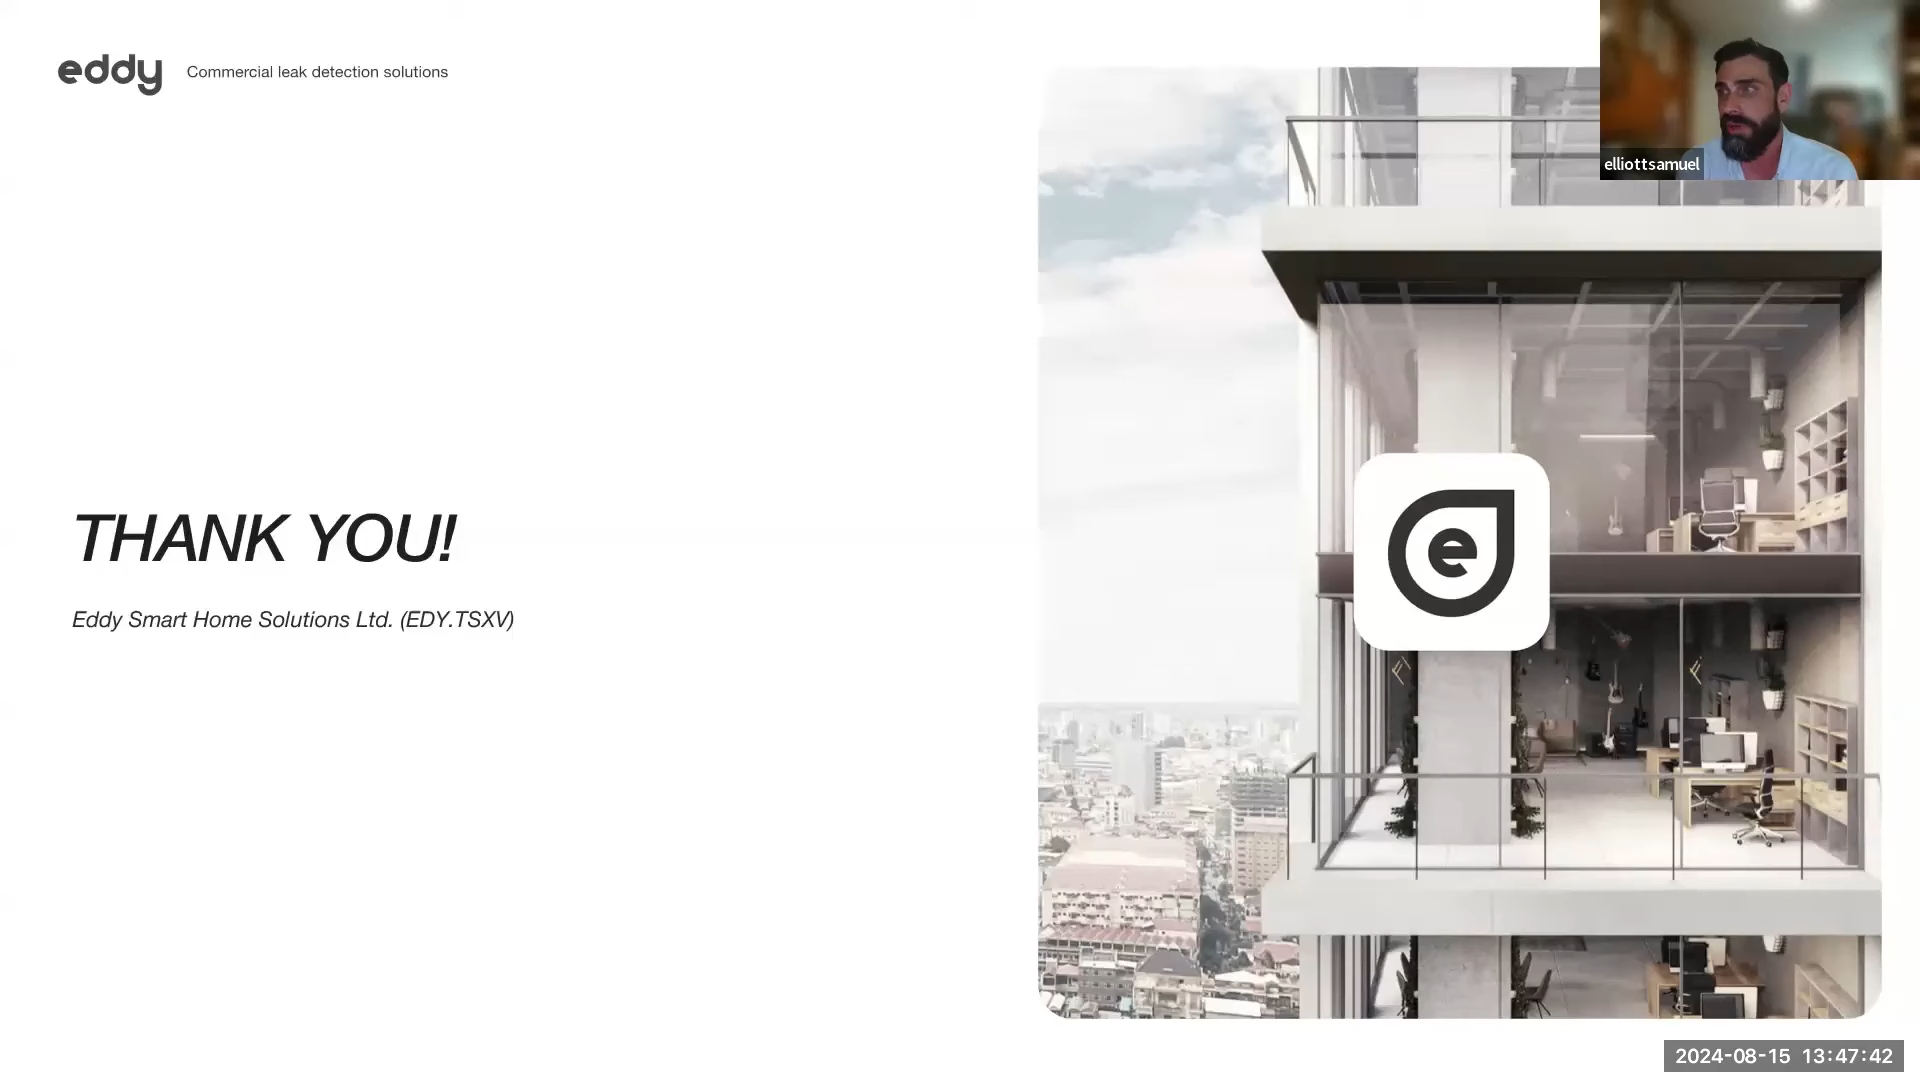 eddy Commercial leak detection solutions
elliottsamuel
e
THANK YOU!
Eddy Smart Home Solutions Ltd. (EDY.TSXV)
2024-08-15 13:47:42